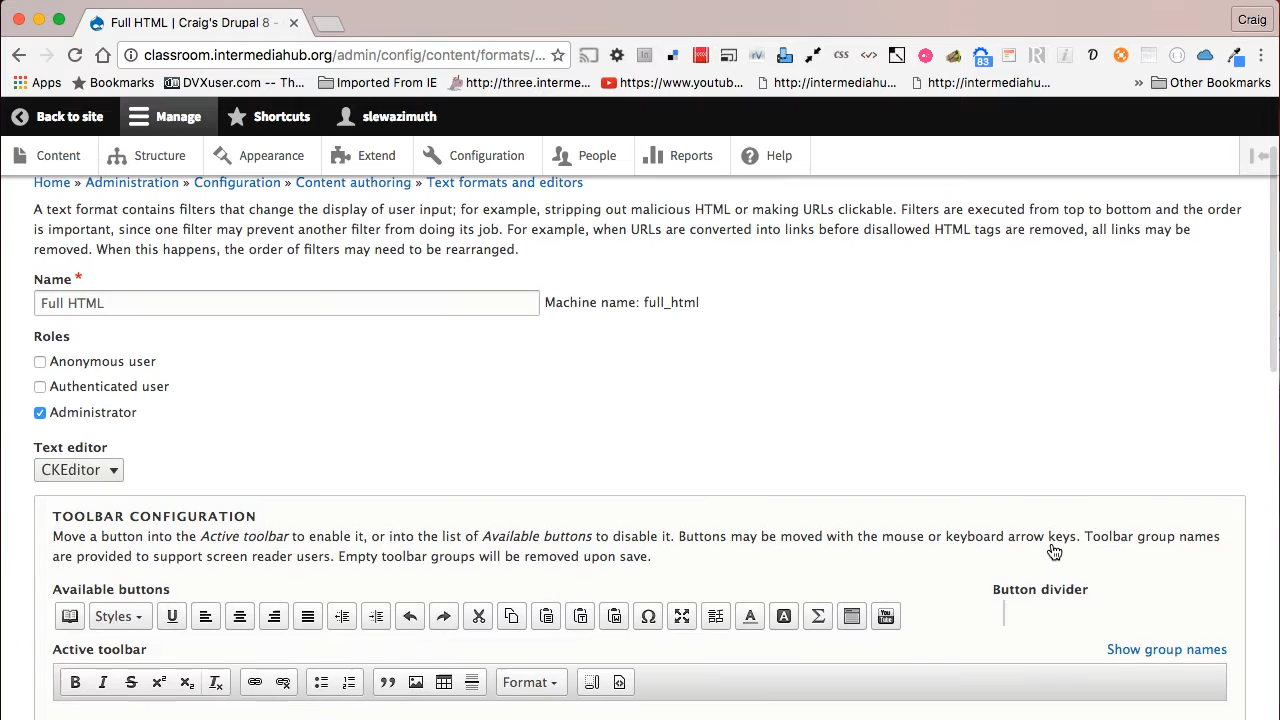 Full HTML | Craig's Drupal 8 -
Craig
classroom.intermediahub.org/admin/config/content/formats/...
83
Apps Bookmarks DVXuser.com -- Th... Imported From IE http://three.interme... https://www.youtub... http://intermediahu... http://intermediahu... » Other Bookmarks
Back to site Manage Shortcuts slewazimuth
Content Structure Appearance Extend Configuration People Reports Help
Home » Administration » Configuration » Content authoring » Text formats and editors
A text format contains filters that change the display of user input; for example, stripping out malicious HTML or making URLs clickable. Filters are executed from top to bottom and the order
is important, since one filter may prevent another filter from doing its job. For example, when URLs are converted into links before disallowed HTML tags are removed, all links may be
removed. When this happens, the order of filters may need to be rearranged.
Name *
Full HTML Machine name: full_html
Roles
Anonymous user
Authenticated user
Administrator
Text editor
CKEditor
TOOLBAR CONFIGURATION
Move a button into the Active toolbar to enable it, or into the list of Available buttons to disable it. Buttons may be moved with the mouse or keyboard arrow keys. Toolbar group names
are provided to support screen reader users. Empty toolbar groups will be removed upon save.
Available buttons Button divider
Styles U Ω A A Σ You Tube
Active toolbar Show group names
B I S x² x₂ Ix Format